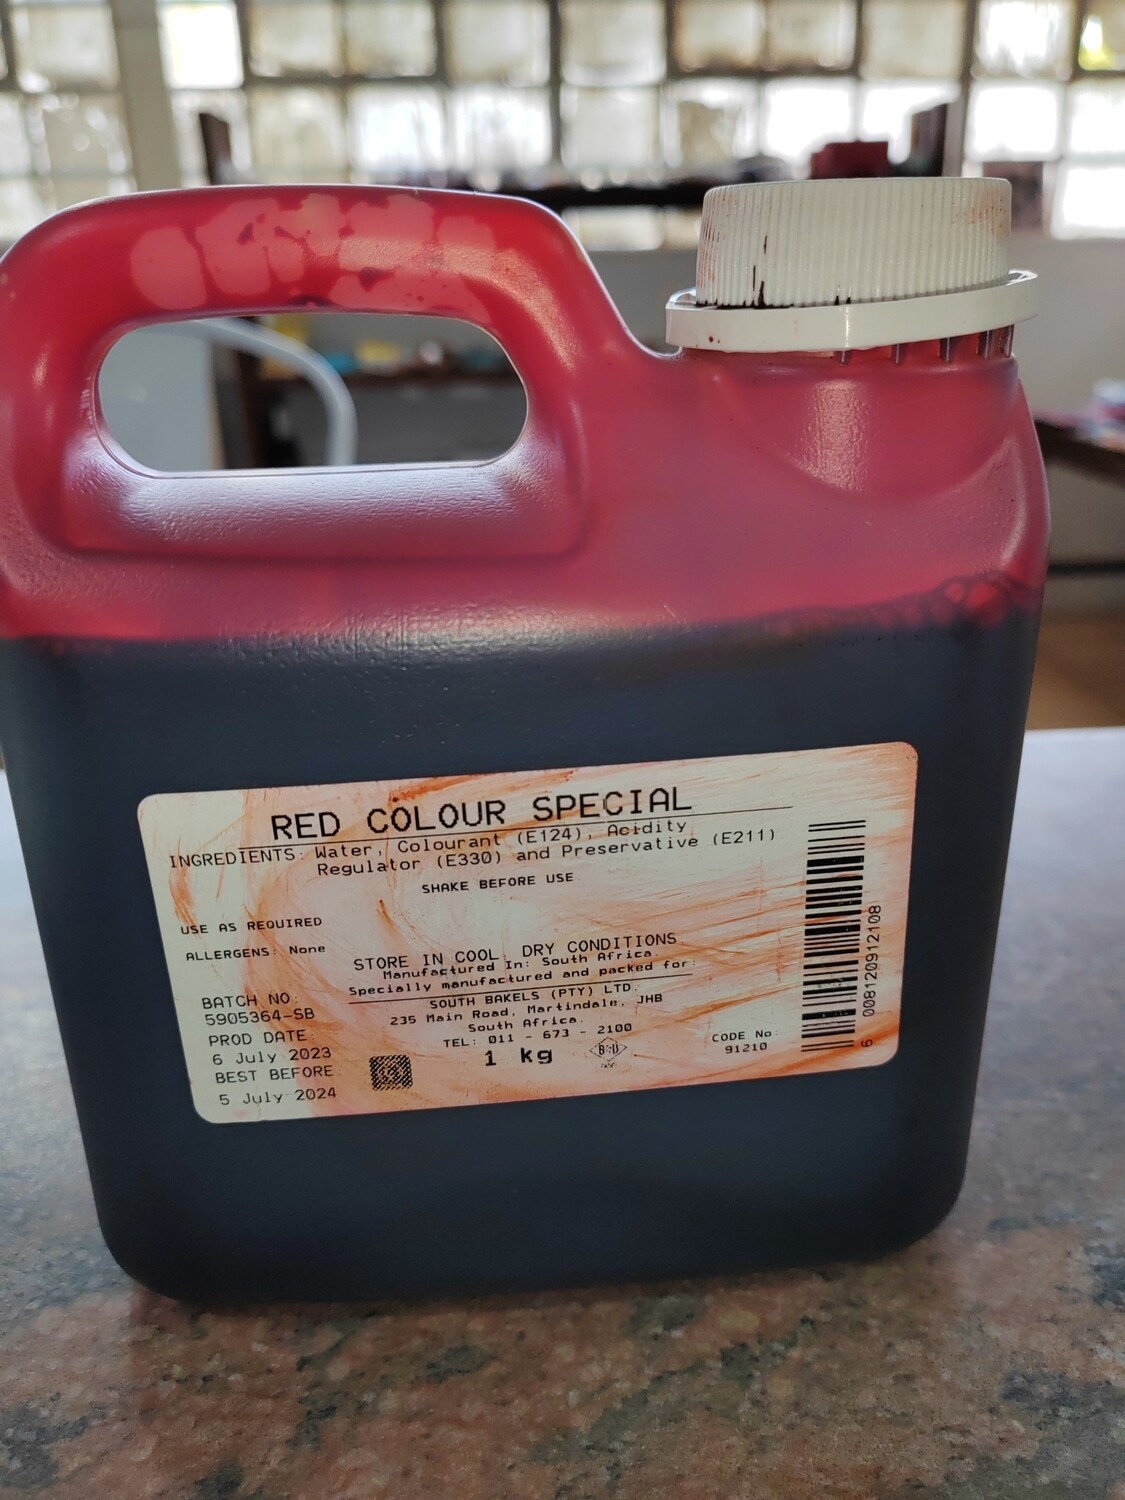 RED COLOUR SPECIAL
INGREDIENTS: Water, Colourant (E124), Acidity
Regulator (E330) and Preservative (E211)
SHAKE BEFORE USE
USE AS REQUIRED
ALLERGENS: None
STORE IN COOL, DRY CONDITIONS.
Manufactured In: South Africa.
Specially manufactured and packed for:
SOUTH BAKELS (PTY) LTD.
235 Main Road, Martindale, JHB
South Africa.
TEL: 011 - 673 - 2100
1 kg
BATCH NO:
5905364-SB
PROD DATE:
6 July 2023
BEST BEFORE:
5 July 2024
CODE No:
91210
6 008120912108